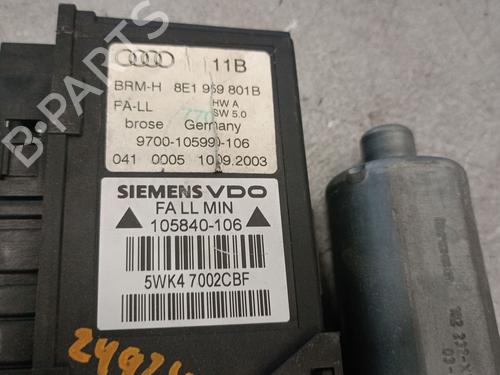 B-PARTS
11B
BRM-H 8E1 959 801B
FA-LL HW A
SW 5.0
brose Germany
9700-105990-106
041 0005 10.09.2003
SIEMENS VDO
FA LL MIN
105840-106
5WK4 7002CBF